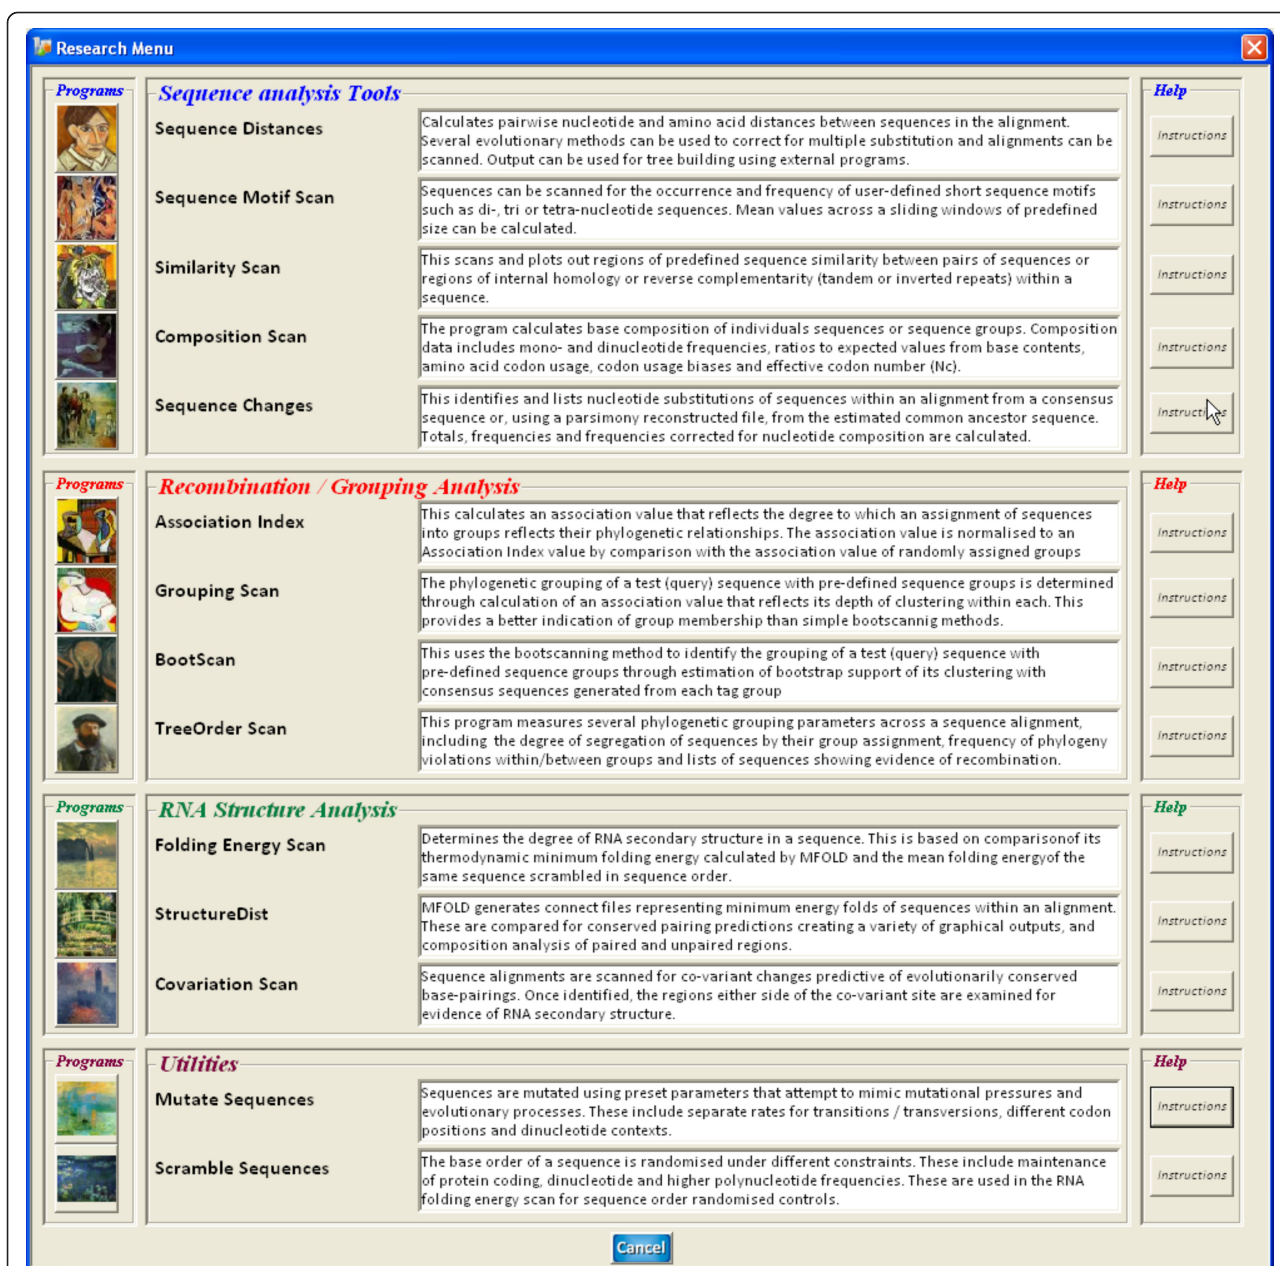 Research Menu
Programs
Sequence analysis Tools
Help
Sequence Distances
Calculates pairwise nucleotide and amino acid distances between sequences in the alignment.
Several evolutionary methods can be used to correct for multiple substitution and alignments can be
scanned. Output can be used for tree building using external programs.
Instructions
Sequence Motif Scan
Sequences can be scanned for the occurrence and frequency of user-defined short sequence motifs
such as di-, tri or tetra-nucleotide sequences. Mean values across a sliding windows of predefined
size can be calculated.
Instructions
Similarity Scan
This scans and plots out regions of predefined sequence similarity between pairs of sequences or
regions of internal homology or reverse complementarity (tandem or inverted repeats) within a
sequence.
Instructions
Composition Scan
The program calculates base composition of individuals sequences or sequence groups. Composition
data includes mono- and dinucleotide frequencies, ratios to expected values from base contents,
amino acid codon usage, codon usage biases and effective codon number (Nc).
Instructions
Sequence Changes
This identifies and lists nucleotide substitutions of sequences within an alignment from a consensus
sequence or, using a parsimony reconstructed file, from the estimated common ancestor sequence.
Totals, frequencies and frequencies corrected for nucleotide composition are calculated.
Instructions
Programs
Recombination / Grouping Analysis
Help
Association Index
This calculates an association value that reflects the degree to which an assignment of sequences
into groups reflects their phylogenetic relationships. The association value is normalised to an
Association Index value by comparison with the association value of randomly assigned groups
Instructions
Grouping Scan
The phylogenetic grouping of a test (query) sequence with pre-defined sequence groups is determined
through calculation of an association value that reflects its depth of clustering within each. This
provides a better indication of group membership than simple bootscannig methods.
Instructions
BootScan
This uses the bootscanning method to identify the grouping of a test (query) sequence with
pre-defined sequence groups through estimation of bootstrap support of its clustering with
consensus sequences generated from each tag group
Instructions
TreeOrder Scan
This program measures several phylogenetic grouping parameters across a sequence alignment,
including the degree of segregation of sequences by their group assignment, frequency of phylogeny
violations within/between groups and lists of sequences showing evidence of recombination.
Instructions
Programs
RNA Structure Analysis
Help
Folding Energy Scan
Determines the degree of RNA secondary structure in a sequence. This is based on comparisonof its
thermodynamic minimum folding energy calculated by MFOLD and the mean folding energyof the
same sequence scrambled in sequence order.
Instructions
StructureDist
MFOLD generates connect files representing minimum energy folds of sequences within an alignment.
These are compared for conserved pairing predictions creating a variety of graphical outputs, and
composition analysis of paired and unpaired regions.
Instructions
Covariation Scan
Sequence alignments are scanned for co-variant changes predictive of evolutionarily conserved
base-pairings. Once identified, the regions either side of the co-variant site are examined for
evidence of RNA secondary structure.
Instructions
Programs
Utilities
Help
Mutate Sequences
Sequences are mutated using preset parameters that attempt to mimic mutational pressures and
evolutionary processes. These include separate rates for transitions / transversions, different codon
positions and dinucleotide contexts.
Instructions
Scramble Sequences
The base order of a sequence is randomised under different constraints. These include maintenance
of protein coding, dinucleotide and higher polynucleotide frequencies. These are used in the RNA
folding energy scan for sequence order randomised controls.
Instructions
Cancel